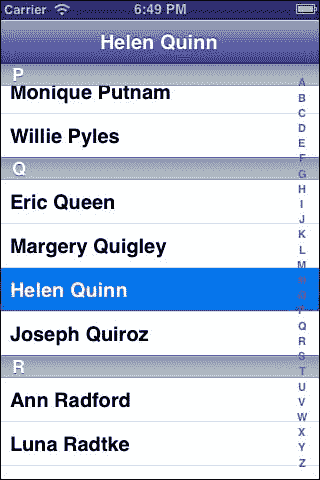 Carrier 6:49 PM
Helen Quinn
P
Monique Putnam
Willie Pyles
Q
Eric Queen
Margery Quigley
Helen Quinn
Joseph Quiroz
R
Ann Radford
Luna Radtke
A
B
C
D
E
F
G
H
I
J
K
L
M
N
O
P
Q
R
S
T
U
V
W
X
Y
Z